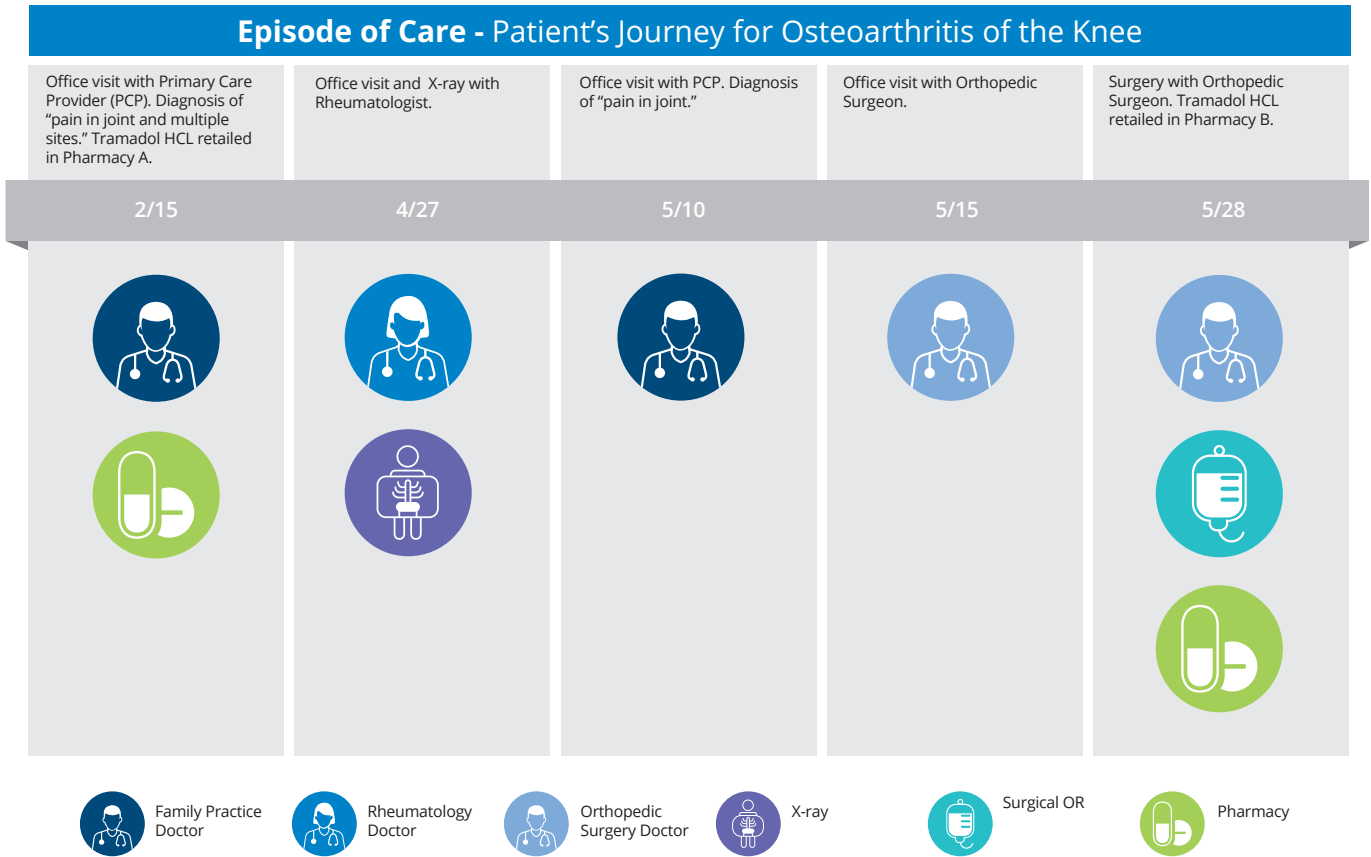 Episode of Care - Patient's Journey for Osteoarthritis of the Knee
Office visit with Primary Care
Provider (PCP). Diagnosis of
“pain in joint and multiple
sites.” Tramadol HCL retailed
in Pharmacy A.
Office visit and X-ray with
Rheumatologist.
Office visit with PCP. Diagnosis
of “pain in joint.”
Office visit with Orthopedic
Surgeon.
Surgery with Orthopedic
Surgeon. Tramadol HCL
retailed in Pharmacy B.
2/15
4/27
5/10
5/15
5/28
Family Practice
Doctor
Rheumatology
Doctor
Orthopedic
Surgery Doctor
X-ray
Surgical OR
Pharmacy